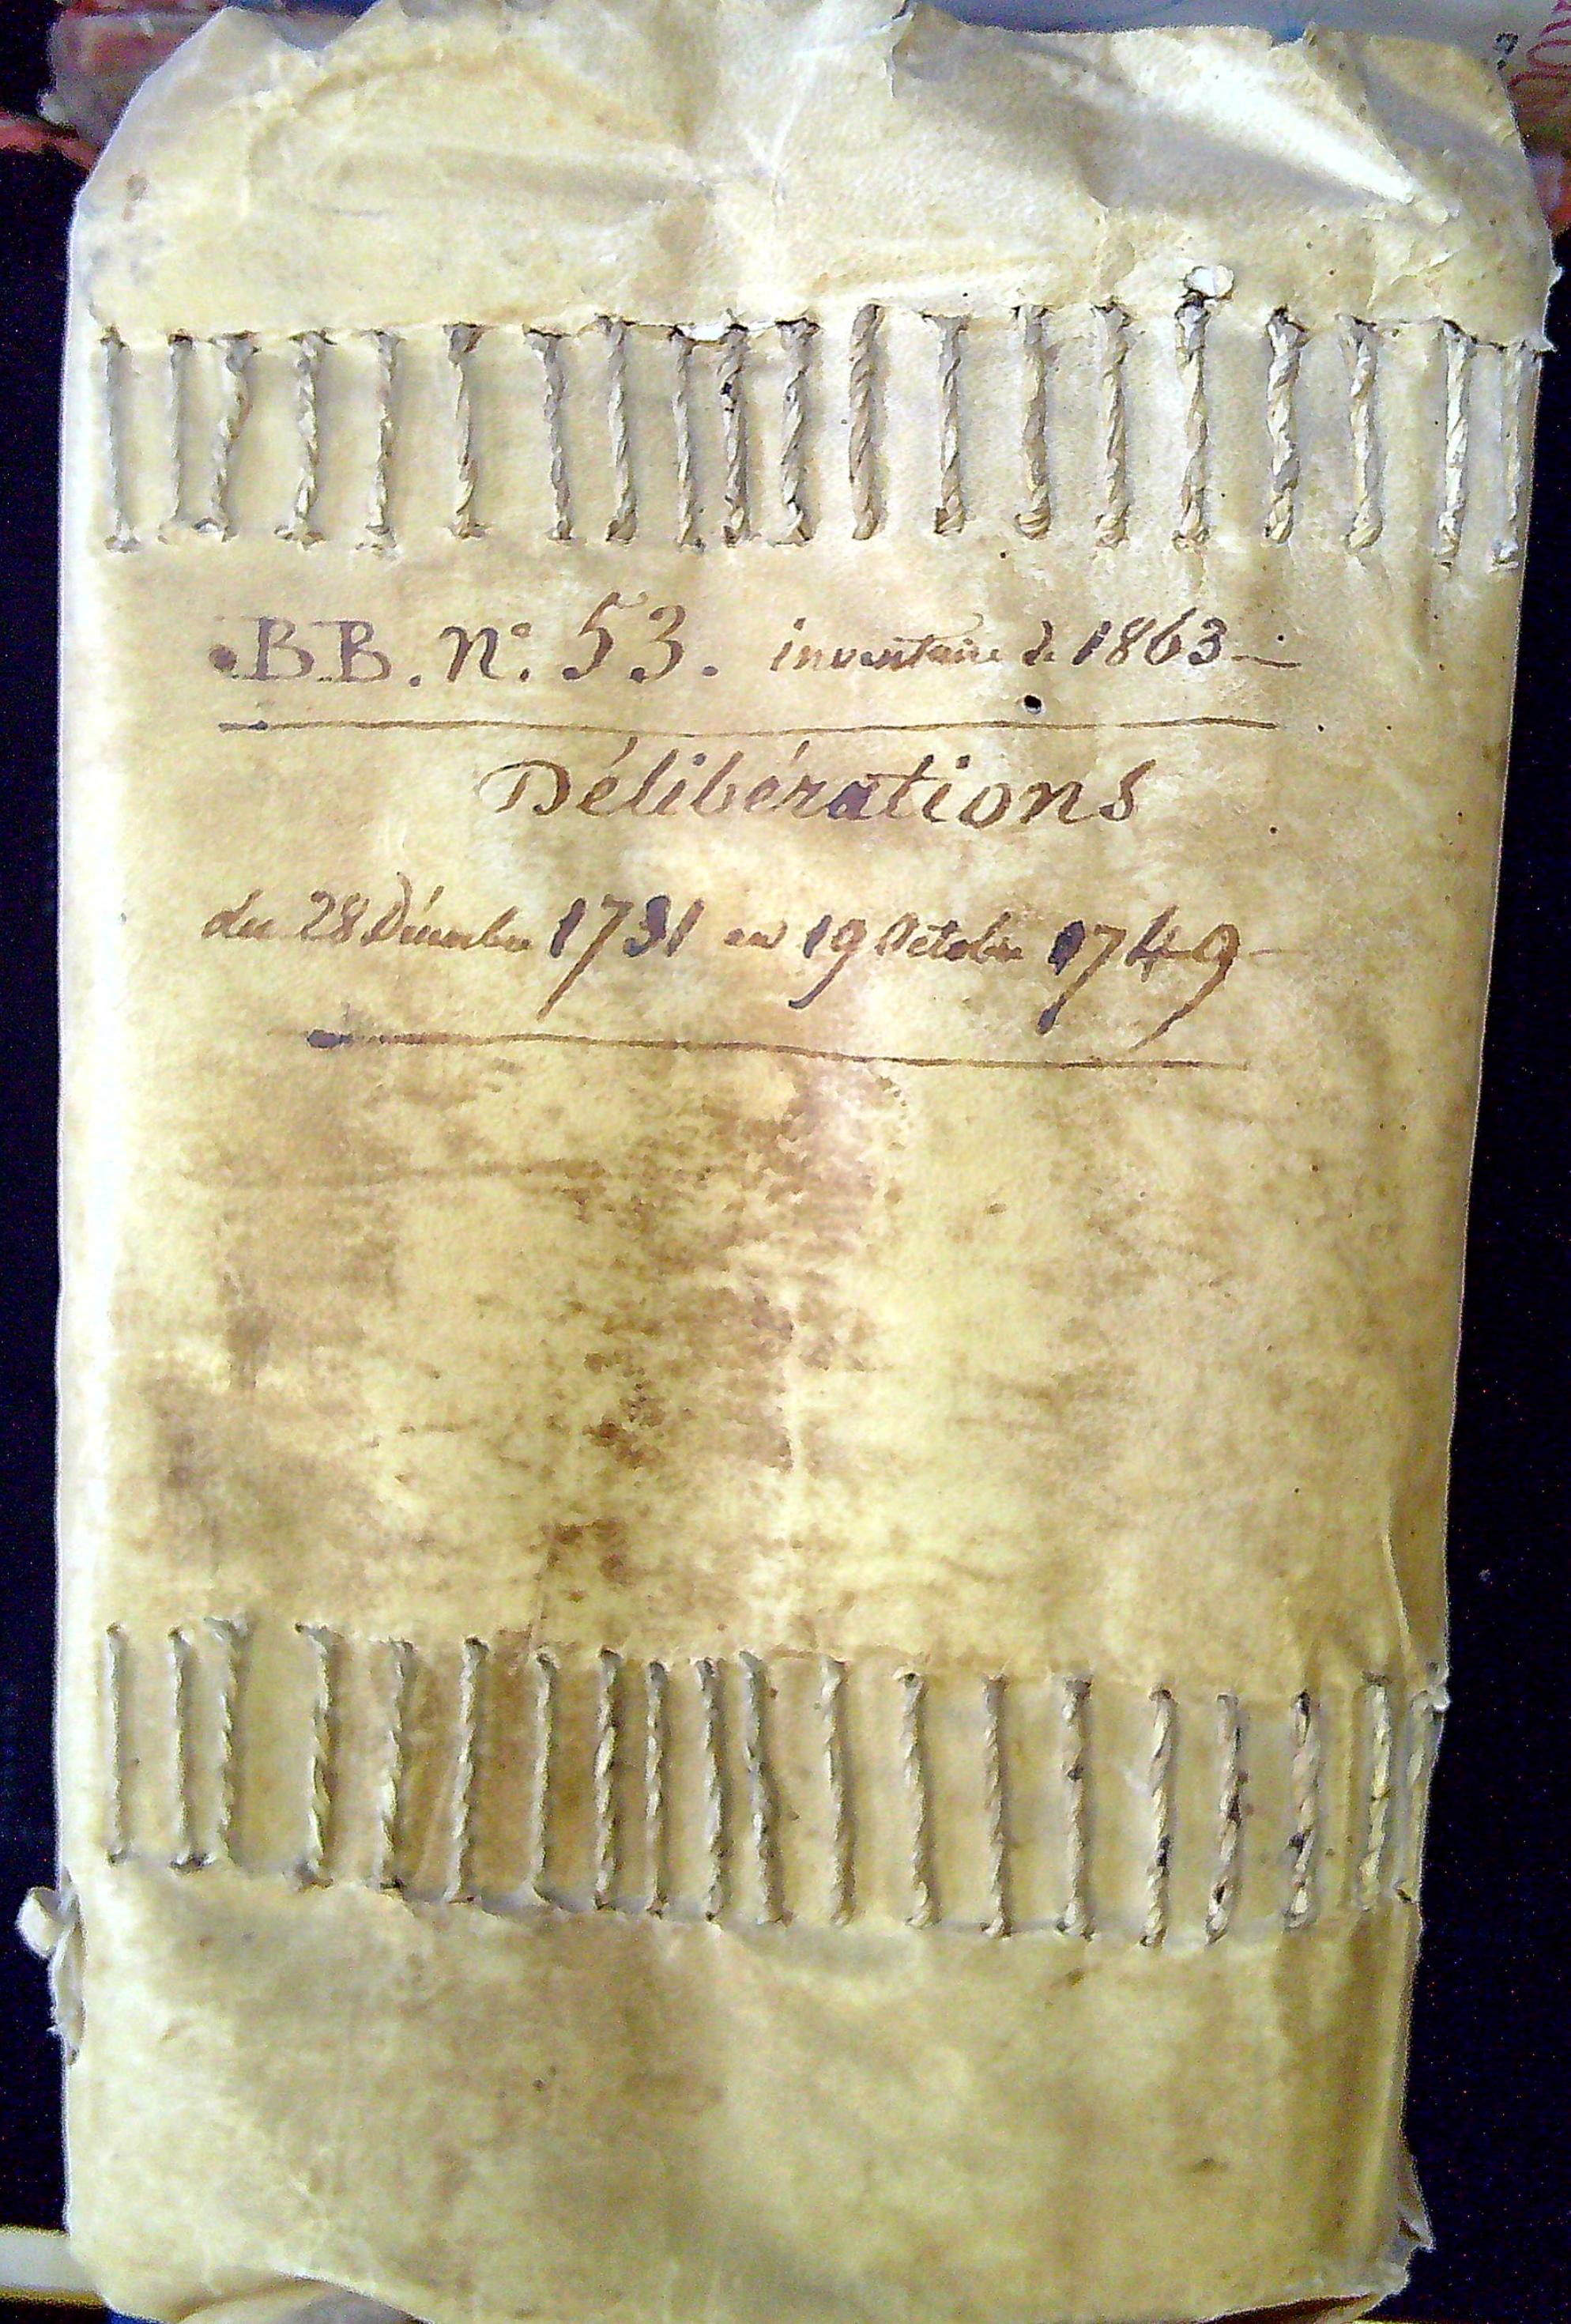 BB. N° 53. inventaire de 1863
Délibérations
du 28 Décembre 1731 au 19 Octobre 1749